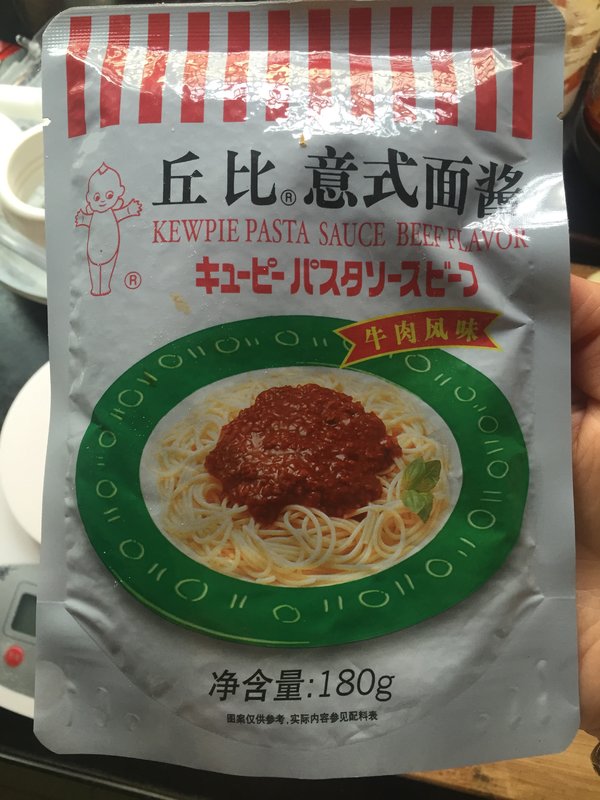 丘比®意式面酱
KEWPIE PASTA SAUCE BEEF FLAVOR
®
キューピーパスタソースビーフ
牛肉风味
净含量:180g
图案仅供参考,实际内容参见配料表